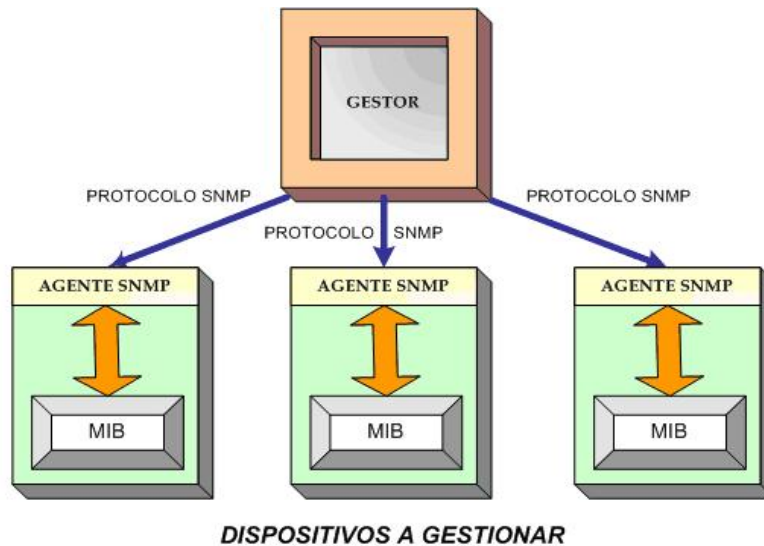 GESTOR
PROTOCOLO SNMP
PROTOCOLO SNMP
PROTOCOLO SNMP
AGENTE SNMP
AGENTE SNMP
AGENTE SNMP
MIB
MIB
MIB
DISPOSITIVOS A GESTIONAR